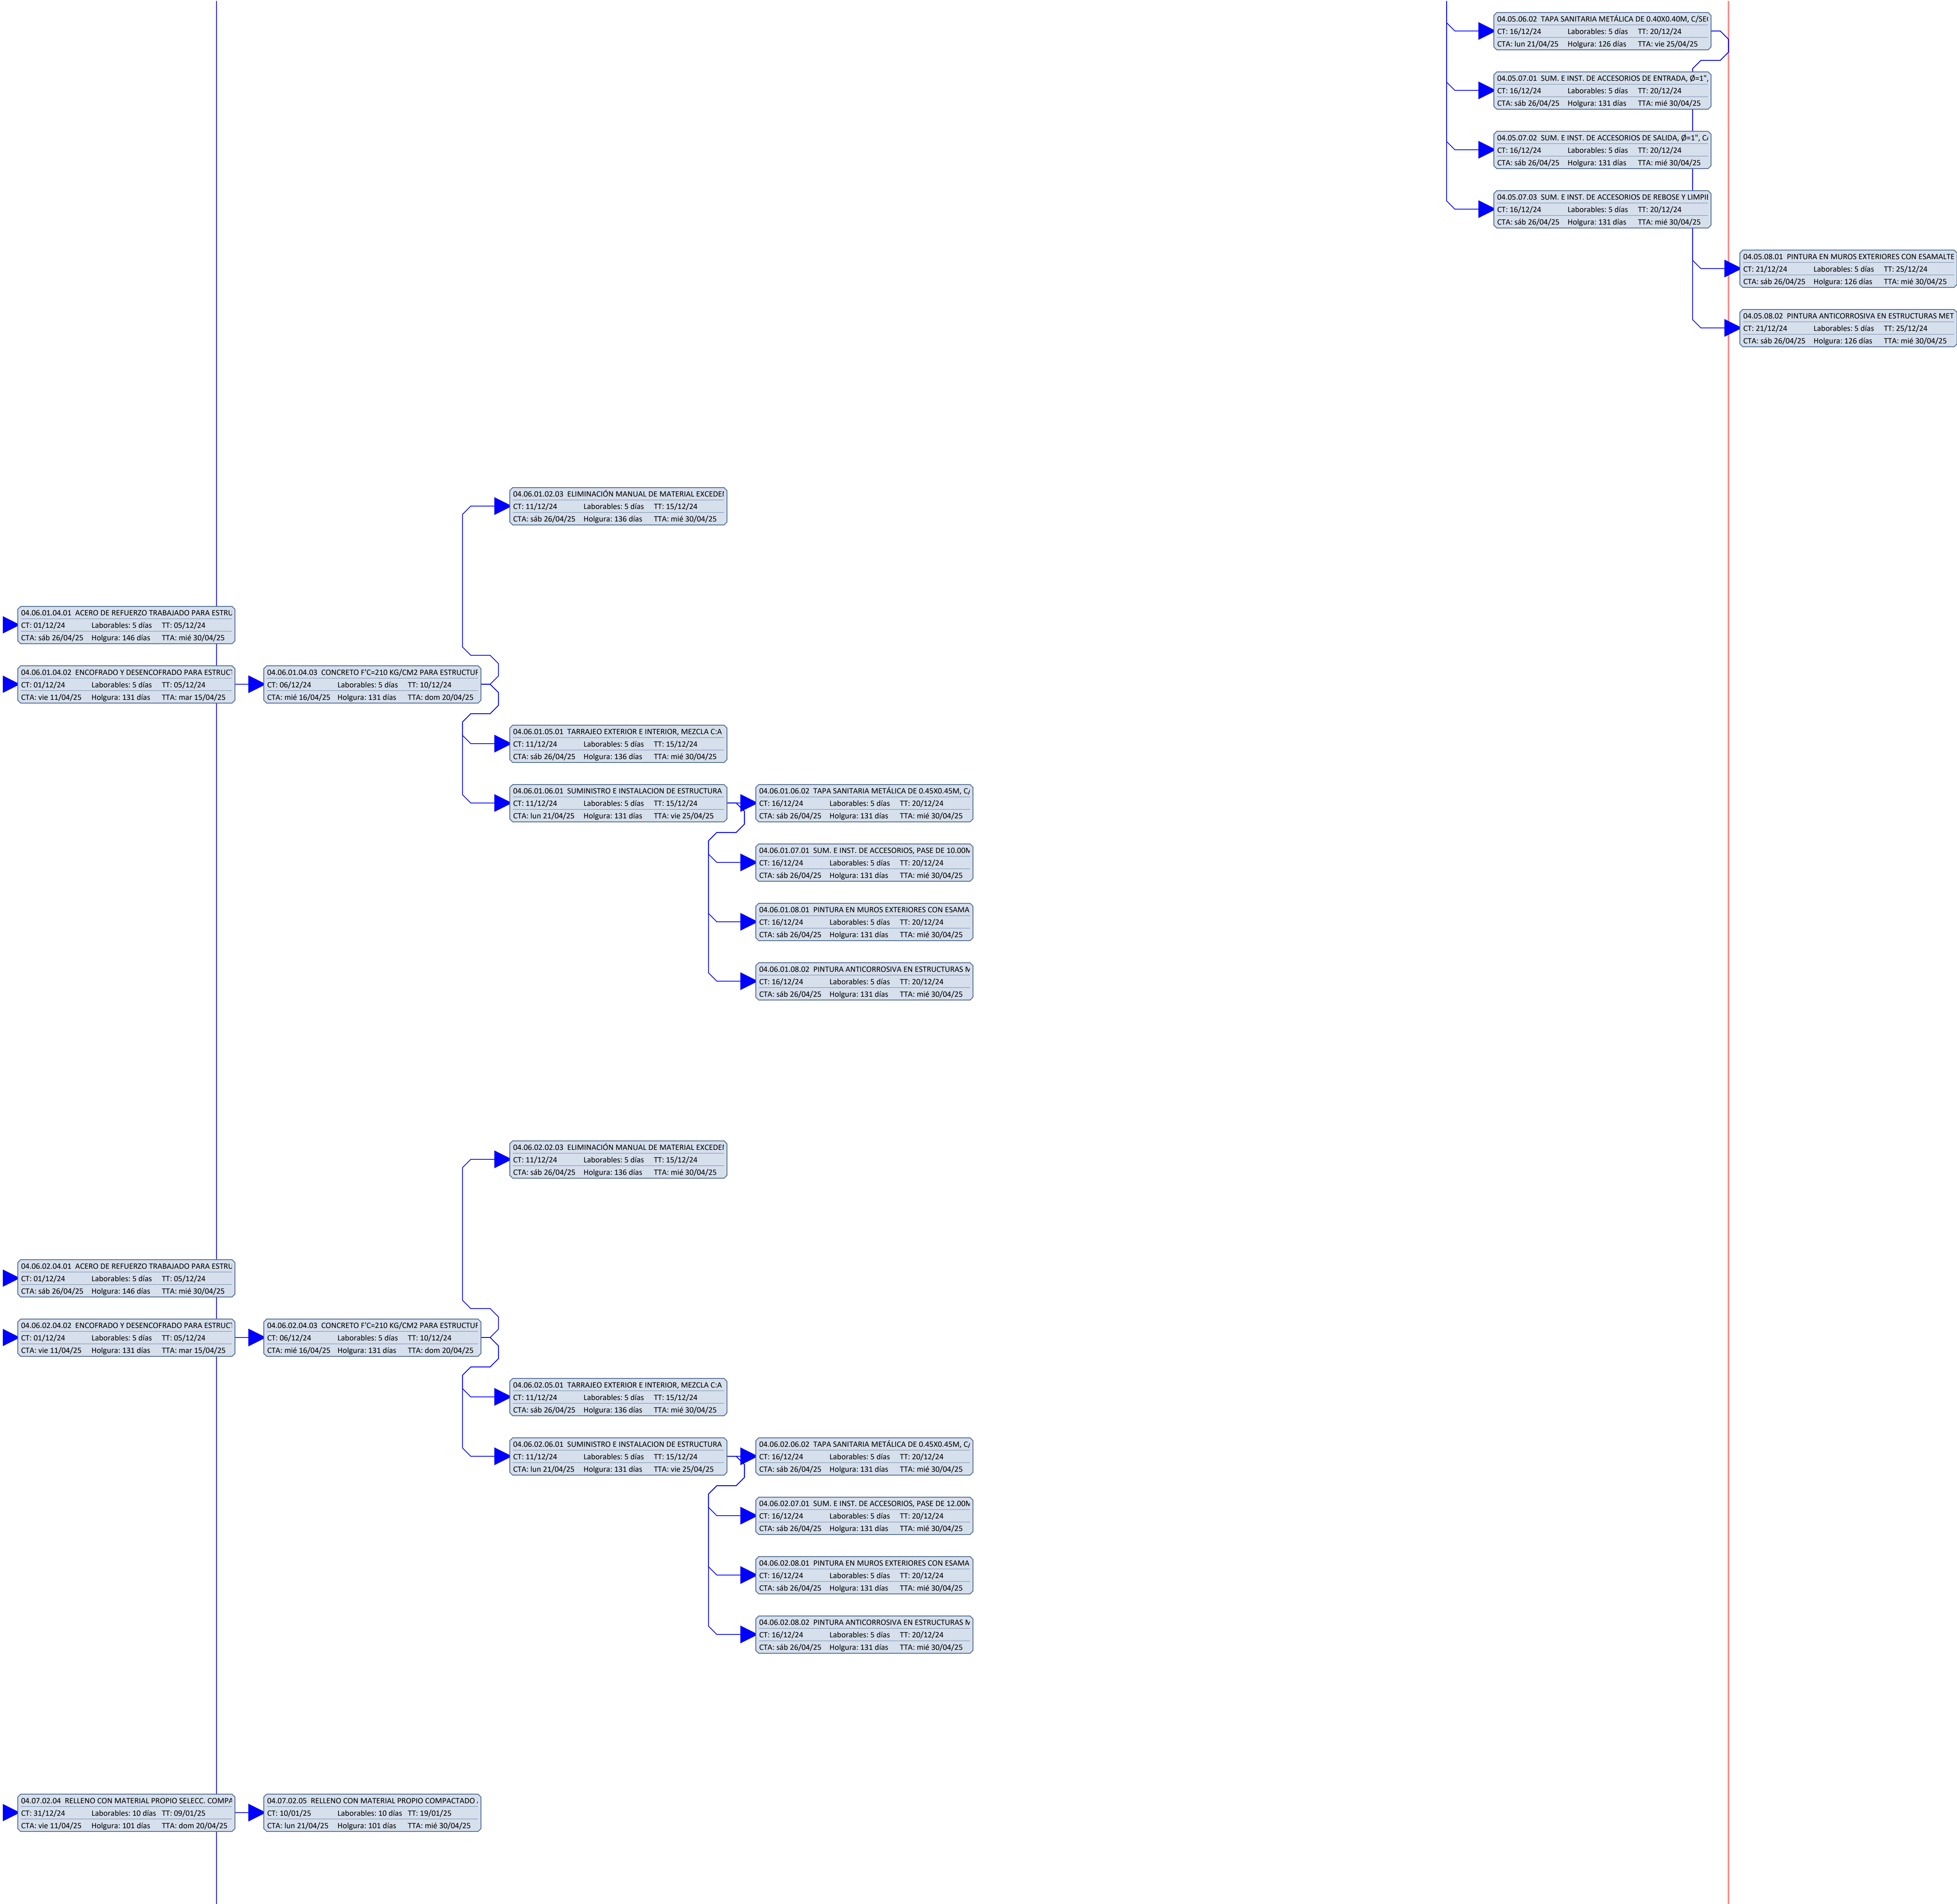 04.05.06.02 TAPA SANITARIA METÁLICA DE 0.40X0.40M, C/SE
CT: 16/12/24 Laborables: 5 días TT: 20/12/24
CTA: lun 21/04/25 Holgura: 126 días TTA: vie 25/04/25
04.05.07.01 SUM. E INST. DE ACCESORIOS DE ENTRADA, Ø=1",
CT: 16/12/24 Laborables: 5 días TT: 20/12/24
CTA: sáb 26/04/25 Holgura: 131 días TTA: mié 30/04/25
04.05.07.02 SUM. E INST. DE ACCESORIOS DE SALIDA, Ø=1", C
CT: 16/12/24 Laborables: 5 días TT: 20/12/24
CTA: sáb 26/04/25 Holgura: 131 días TTA: mié 30/04/25
04.05.07.03 SUM. E INST. DE ACCESORIOS DE REBOSE Y LIMPI
CT: 16/12/24 Laborables: 5 días TT: 20/12/24
CTA: sáb 26/04/25 Holgura: 131 días TTA: mié 30/04/25
04.05.08.01 PINTURA EN MUROS EXTERIORES CON ESAMALTE
CT: 21/12/24 Laborables: 5 días TT: 25/12/24
CTA: sáb 26/04/25 Holgura: 126 días TTA: mié 30/04/25
04.05.08.02 PINTURA ANTICORROSIVA EN ESTRUCTURAS MET
CT: 21/12/24 Laborables: 5 días TT: 25/12/24
CTA: sáb 26/04/25 Holgura: 126 días TTA: mié 30/04/25
04.06.01.02.03 ELIMINACIÓN MANUAL DE MATERIAL EXCEDE
CT: 11/12/24 Laborables: 5 días TT: 15/12/24
CTA: sáb 26/04/25 Holgura: 136 días TTA: mié 30/04/25
04.06.01.04.01 ACERO DE REFUERZO TRABAJADO PARA ESTRU
CT: 01/12/24 Laborables: 5 días TT: 05/12/24
CTA: sáb 26/04/25 Holgura: 146 días TTA: mié 30/04/25
04.06.01.04.02 ENCOFRADO Y DESENCOFRADO PARA ESTRUCT
CT: 01/12/24 Laborables: 5 días TT: 05/12/24
CTA: vie 11/04/25 Holgura: 131 días TTA: mar 15/04/25
04.06.01.04.03 CONCRETO F'C=210 KG/CM2 PARA ESTRUCTUR
CT: 06/12/24 Laborables: 5 días TT: 10/12/24
CTA: mié 16/04/25 Holgura: 131 días TTA: dom 20/04/25
04.06.01.05.01 TARRAJEO EXTERIOR E INTERIOR, MEZCLA C:A
CT: 11/12/24 Laborables: 5 días TT: 15/12/24
CTA: sáb 26/04/25 Holgura: 136 días TTA: mié 30/04/25
04.06.01.06.01 SUMINISTRO E INSTALACION DE ESTRUCTURA
CT: 11/12/24 Laborables: 5 días TT: 15/12/24
CTA: lun 21/04/25 Holgura: 131 días TTA: vie 25/04/25
04.06.01.06.02 TAPA SANITARIA METÁLICA DE 0.45X0.45M, C/
CT: 16/12/24 Laborables: 5 días TT: 20/12/24
CTA: sáb 26/04/25 Holgura: 131 días TTA: mié 30/04/25
04.06.01.07.01 SUM. E INST. DE ACCESORIOS, PASE DE 10.00M
CT: 16/12/24 Laborables: 5 días TT: 20/12/24
CTA: sáb 26/04/25 Holgura: 131 días TTA: mié 30/04/25
04.06.01.08.01 PINTURA EN MUROS EXTERIORES CON ESAMA
CT: 16/12/24 Laborables: 5 días TT: 20/12/24
CTA: sáb 26/04/25 Holgura: 131 días TTA: mié 30/04/25
04.06.01.08.02 PINTURA ANTICORROSIVA EN ESTRUCTURAS M
CT: 16/12/24 Laborables: 5 días TT: 20/12/24
CTA: sáb 26/04/25 Holgura: 131 días TTA: mié 30/04/25
04.06.02.02.03 ELIMINACIÓN MANUAL DE MATERIAL EXCEDE
CT: 11/12/24 Laborables: 5 días TT: 15/12/24
CTA: sáb 26/04/25 Holgura: 136 días TTA: mié 30/04/25
04.06.02.04.01 ACERO DE REFUERZO TRABAJADO PARA ESTRU
CT: 01/12/24 Laborables: 5 días TT: 05/12/24
CTA: sáb 26/04/25 Holgura: 146 días TTA: mié 30/04/25
04.06.02.04.02 ENCOFRADO Y DESENCOFRADO PARA ESTRUCT
CT: 01/12/24 Laborables: 5 días TT: 05/12/24
CTA: vie 11/04/25 Holgura: 131 días TTA: mar 15/04/25
04.06.02.04.03 CONCRETO F'C=210 KG/CM2 PARA ESTRUCTUR
CT: 06/12/24 Laborables: 5 días TT: 10/12/24
CTA: mié 16/04/25 Holgura: 131 días TTA: dom 20/04/25
04.06.02.05.01 TARRAJEO EXTERIOR E INTERIOR, MEZCLA C:A
CT: 11/12/24 Laborables: 5 días TT: 15/12/24
CTA: sáb 26/04/25 Holgura: 136 días TTA: mié 30/04/25
04.06.02.06.01 SUMINISTRO E INSTALACION DE ESTRUCTURA
CT: 11/12/24 Laborables: 5 días TT: 15/12/24
CTA: lun 21/04/25 Holgura: 131 días TTA: vie 25/04/25
04.06.02.06.02 TAPA SANITARIA METÁLICA DE 0.45X0.45M, C/
CT: 16/12/24 Laborables: 5 días TT: 20/12/24
CTA: sáb 26/04/25 Holgura: 131 días TTA: mié 30/04/25
04.06.02.07.01 SUM. E INST. DE ACCESORIOS, PASE DE 12.00M
CT: 16/12/24 Laborables: 5 días TT: 20/12/24
CTA: sáb 26/04/25 Holgura: 131 días TTA: mié 30/04/25
04.06.02.08.01 PINTURA EN MUROS EXTERIORES CON ESAMA
CT: 16/12/24 Laborables: 5 días TT: 20/12/24
CTA: sáb 26/04/25 Holgura: 131 días TTA: mié 30/04/25
04.06.02.08.02 PINTURA ANTICORROSIVA EN ESTRUCTURAS M
CT: 16/12/24 Laborables: 5 días TT: 20/12/24
CTA: sáb 26/04/25 Holgura: 131 días TTA: mié 30/04/25
04.07.02.04 RELLENO CON MATERIAL PROPIO SELECC. COMPA
CT: 31/12/24 Laborables: 10 días TT: 09/01/25
CTA: vie 11/04/25 Holgura: 101 días TTA: dom 20/04/25
04.07.02.05 RELLENO CON MATERIAL PROPIO COMPACTADO
CT: 10/01/25 Laborables: 10 días TT: 19/01/25
CTA: lun 21/04/25 Holgura: 101 días TTA: mié 30/04/25